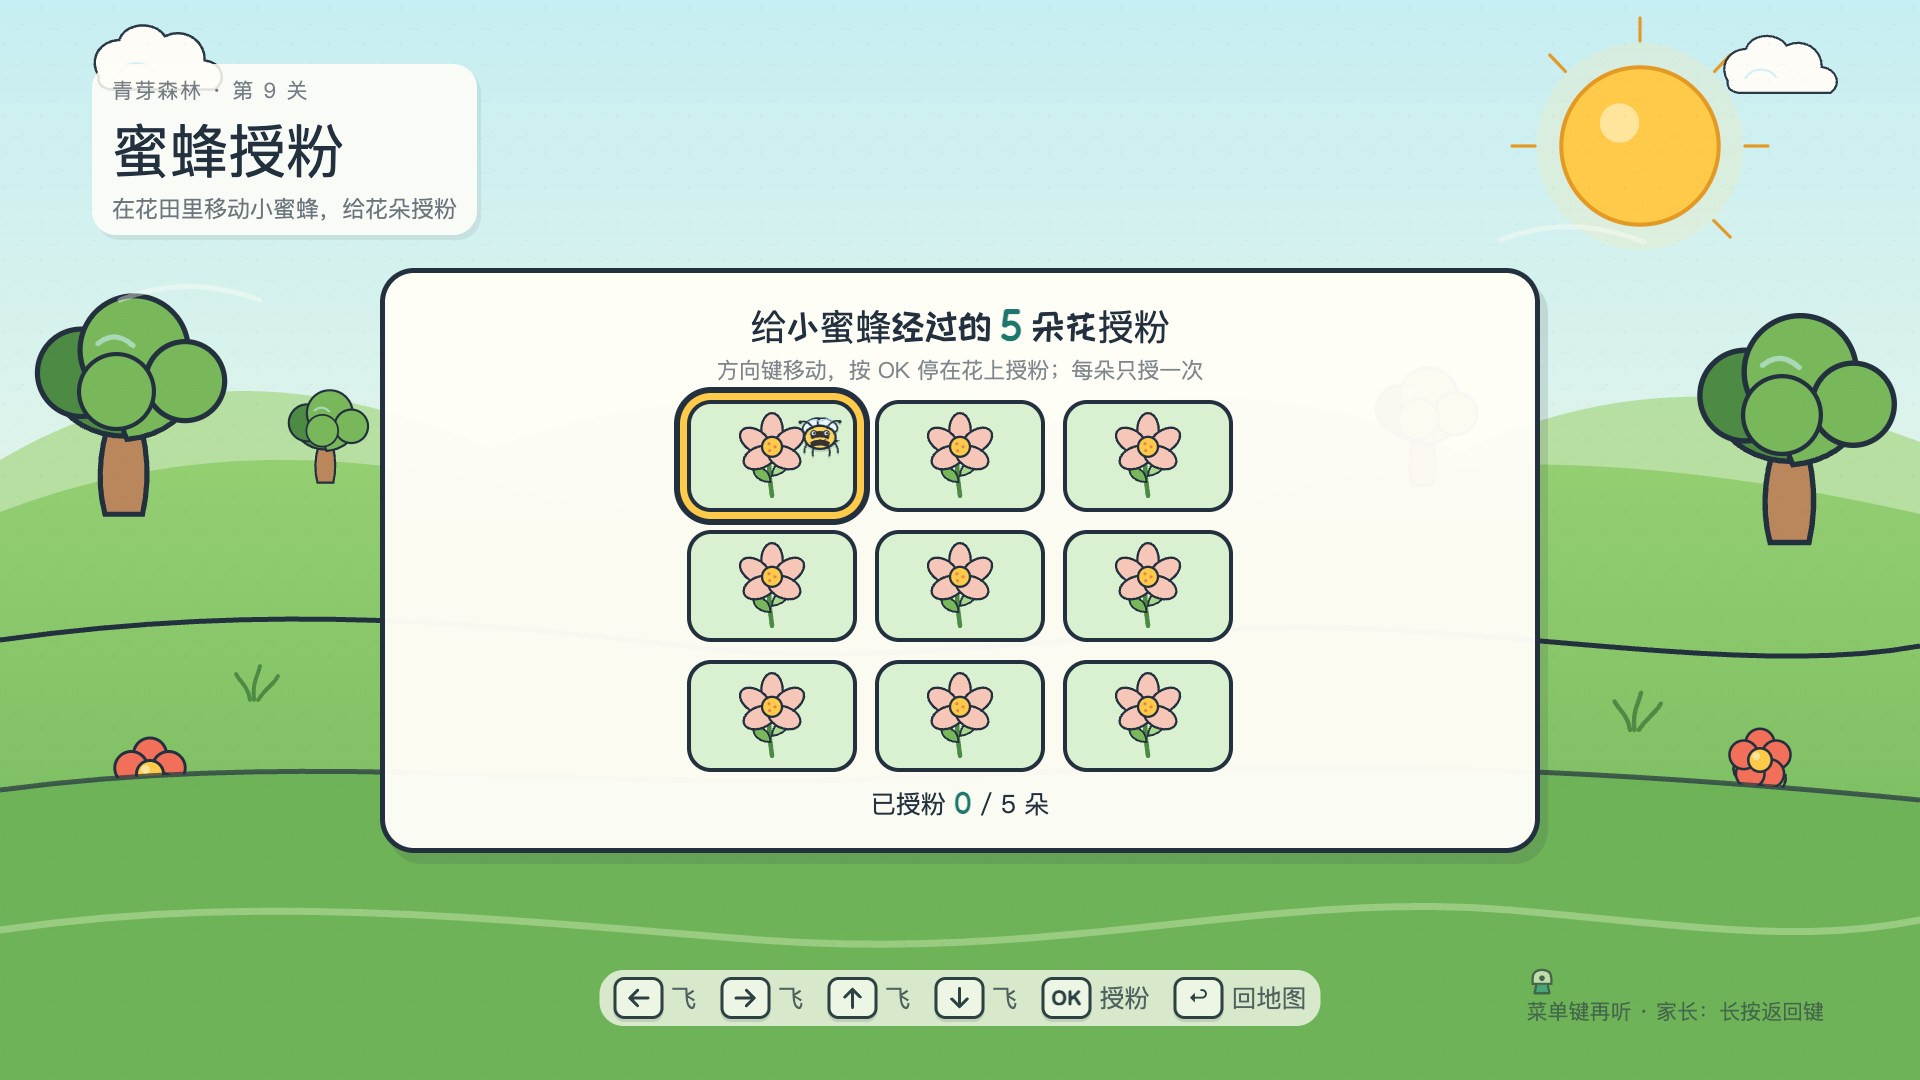 青芽森林 · 第 9 关
蜜蜂授粉
在花田里移动小蜜蜂，给花朵授粉
给小蜜蜂经过的 5 朵花授粉
方向键移动，按 OK 停在花上授粉；每朵只授一次
已授粉 0 / 5 朵
← 飞 → 飞 ↑ 飞 ↓ 飞 OK 授粉 ↩ 回地图
菜单键再听 · 家长：长按返回键